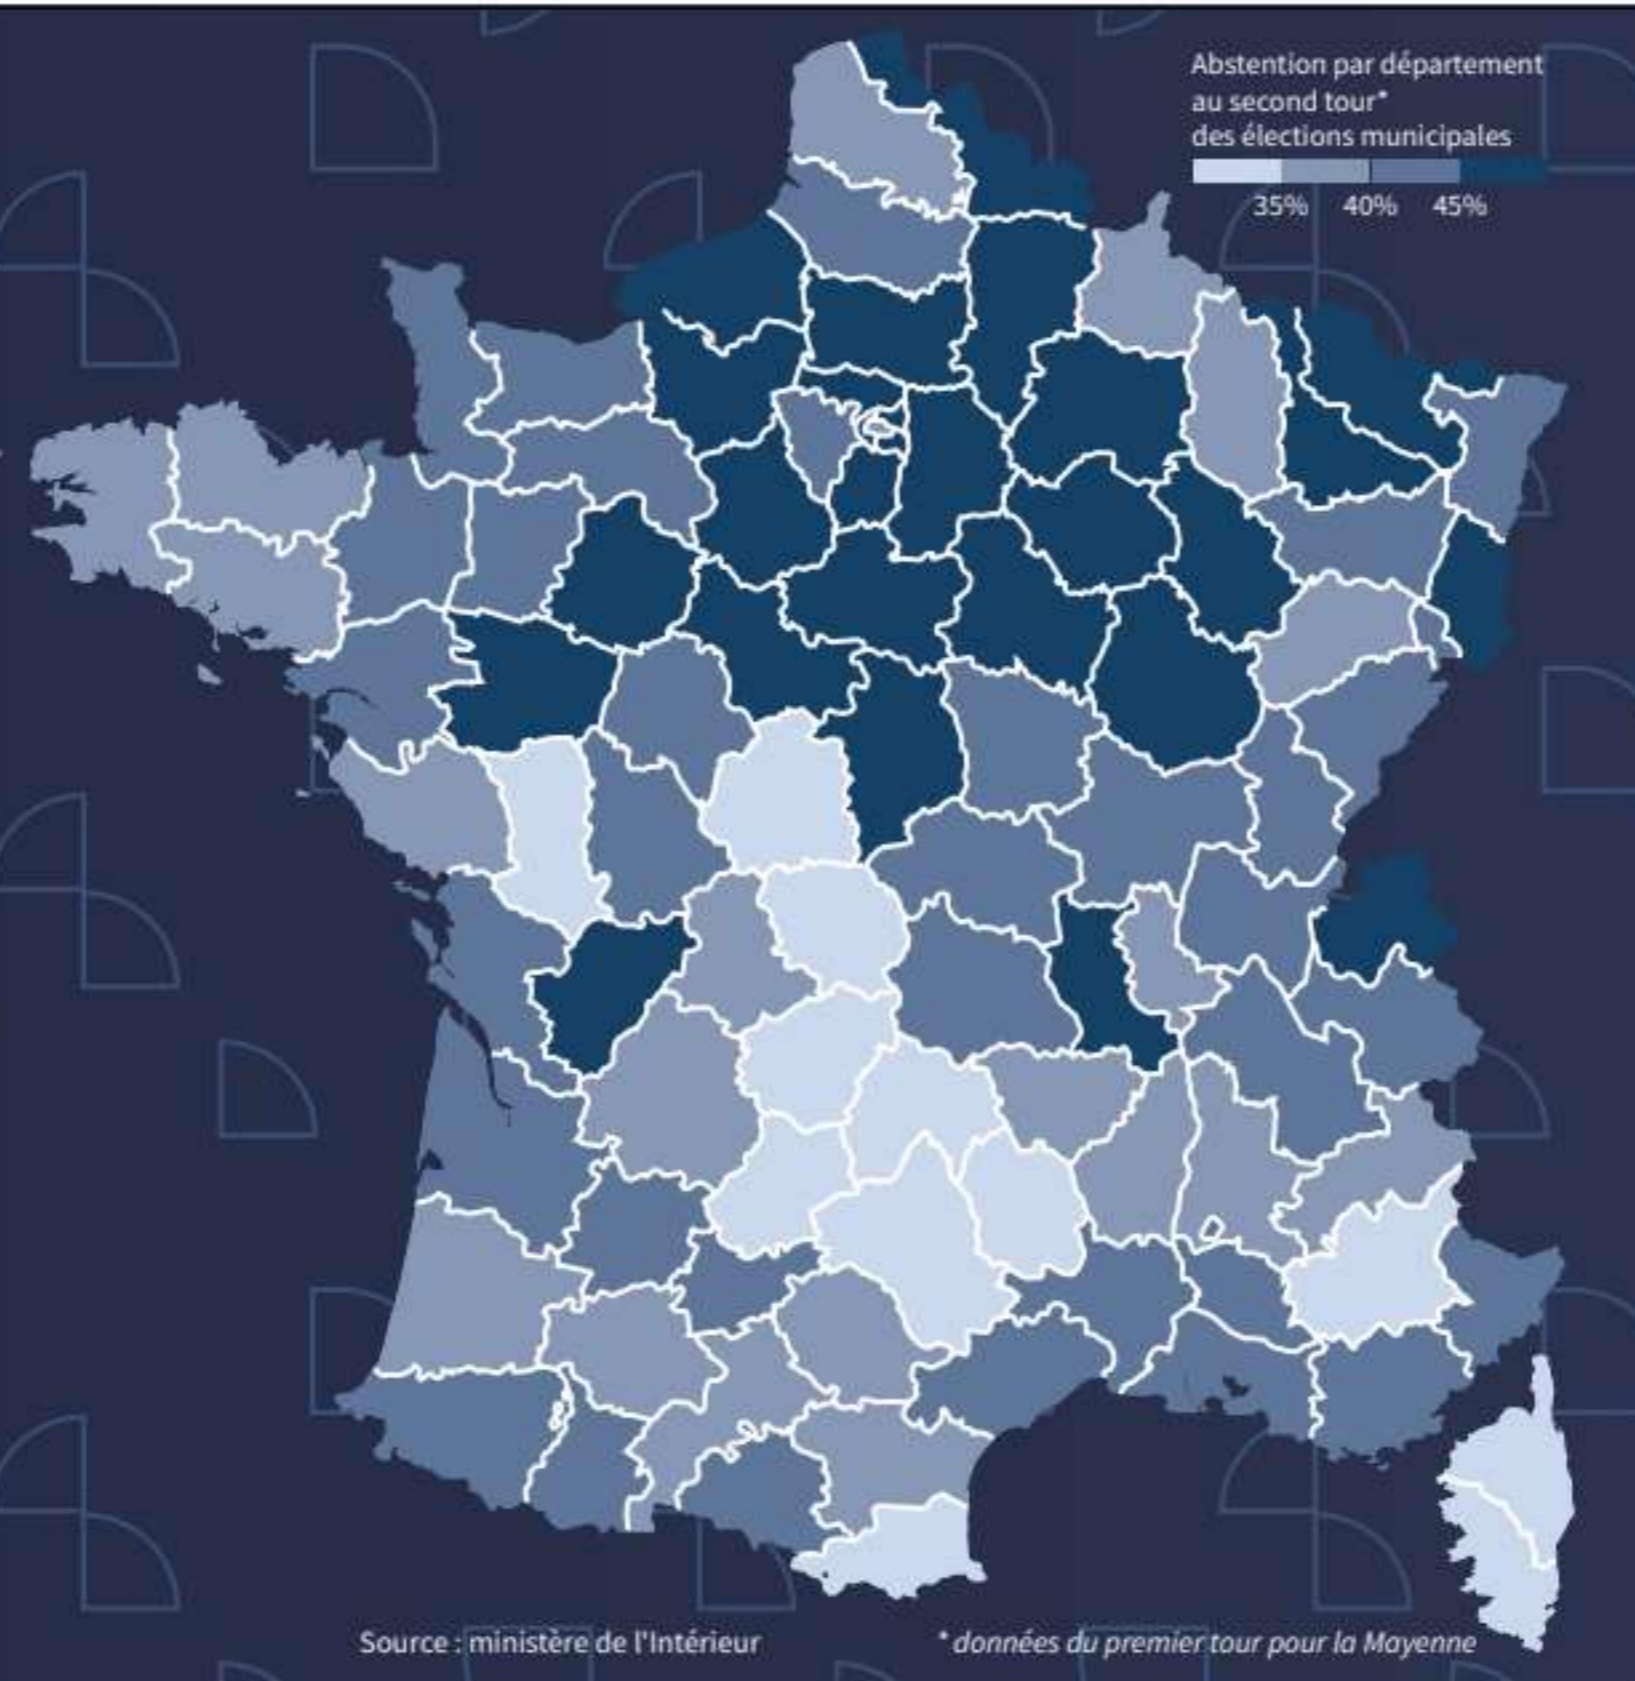 Abstention par département
au second tour*
des élections municipales
35% 40% 45%
Source : ministère de l'Intérieur
* données du premier tour pour la Mayenne